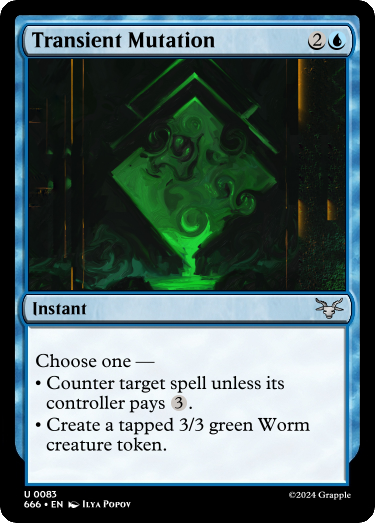 Transient Mutation 2
Instant
Choose one —
• Counter target spell unless its
controller pays 3.
• Create a tapped 3/3 green Worm
creature token.
U 0083
666 • EN Ilya Popov
©2024 Grapple